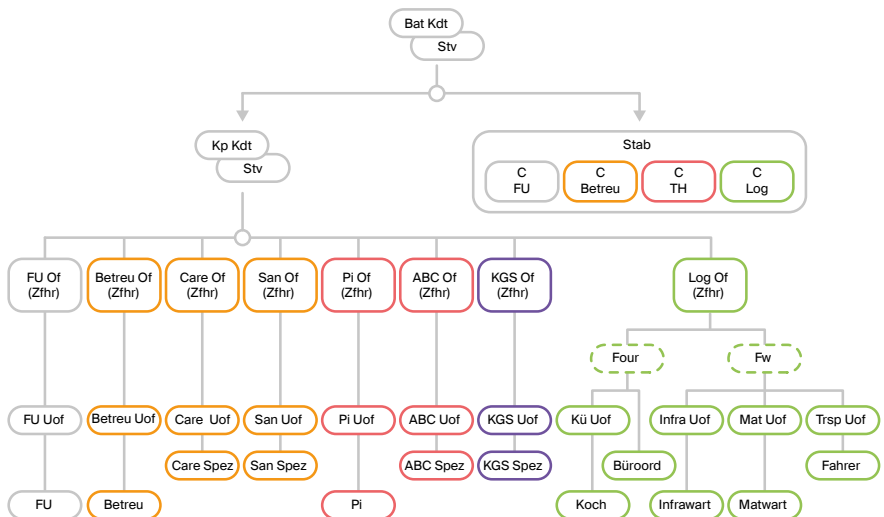 Bat Kdt
Stv
Kp Kdt
Stv
Stab
C
FU
C
Betreu
C
TH
C
Log
FU Of
(Zfhr)
Betreu Of
(Zfhr)
Care Of
(Zfhr)
San Of
(Zfhr)
Pi Of
(Zfhr)
ABC Of
(Zfhr)
KGS Of
(Zfhr)
Log Of
(Zfhr)
Four
Fw
FU Uof
Betreu Uof
Care Uof
San Uof
Pi Uof
ABC Uof
KGS Uof
Kü Uof
Infra Uof
Mat Uof
Trsp Uof
Care Spez
San Spez
ABC Spez
KGS Spez
Büroord
Fahrer
FU
Betreu
Pi
Koch
Infrawart
Matwart